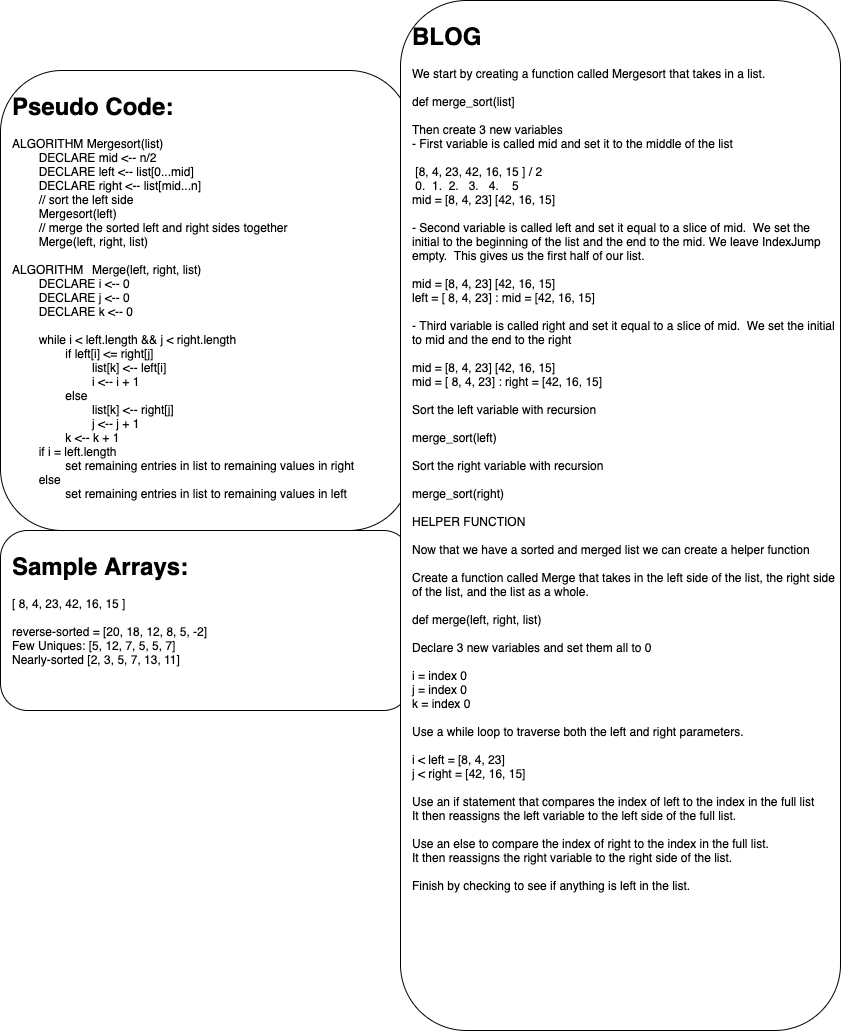 Pseudo Code:
ALGORITHM Mergesort(list)
DECLARE mid <-- n/2
DECLARE left <-- list[0...mid]
DECLARE right <-- list[mid...n]
// sort the left side
Mergesort(left)
// merge the sorted left and right sides together
Merge(left, right, list)
ALGORITHM Merge(left, right, list)
DECLARE i <-- 0
DECLARE j <-- 0
DECLARE k <-- 0
while i < left.length && j < right.length
if left[i] <= right[j]
list[k] <-- left[i]
i <-- i + 1
else
list[k] <-- right[j]
j <-- j + 1
k <-- k + 1
if i = left.length
set remaining entries in list to remaining values in right
else
set remaining entries in list to remaining values in left
Sample Arrays:
[ 8, 4, 23, 42, 16, 15 ]
reverse-sorted = [20, 18, 12, 8, 5, -2]
Few Uniques: [5, 12, 7, 5, 5, 7]
Nearly-sorted [2, 3, 5, 7, 13, 11]
BLOG
We start by creating a function called Mergesort that takes in a list.
def merge_sort(list]
Then create 3 new variables
- First variable is called mid and set it to the middle of the list
[8, 4, 23, 42, 16, 15 ] / 2
0. 1. 2. 3. 4. 5
mid = [8, 4, 23] [42, 16, 15]
- Second variable is called left and set it equal to a slice of mid. We set the
initial to the beginning of the list and the end to the mid. We leave IndexJump
empty. This gives us the first half of our list.
mid = [8, 4, 23] [42, 16, 15]
left = [ 8, 4, 23] : mid = [42, 16, 15]
- Third variable is called right and set it equal to a slice of mid. We set the initial
to mid and the end to the right
mid = [8, 4, 23] [42, 16, 15]
mid = [ 8, 4, 23] : right = [42, 16, 15]
Sort the left variable with recursion
merge_sort(left)
Sort the right variable with recursion
merge_sort(right)
HELPER FUNCTION
Now that we have a sorted and merged list we can create a helper function
Create a function called Merge that takes in the left side of the list, the right side
of the list, and the list as a whole.
def merge(left, right, list)
Declare 3 new variables and set them all to 0
i = index 0
j = index 0
k = index 0
Use a while loop to traverse both the left and right parameters.
i < left = [8, 4, 23]
j < right = [42, 16, 15]
Use an if statement that compares the index of left to the index in the full list
It then reassigns the left variable to the left side of the full list.
Use an else to compare the index of right to the index in the full list.
It then reassigns the right variable to the right side of the list.
Finish by checking to see if anything is left in the list.